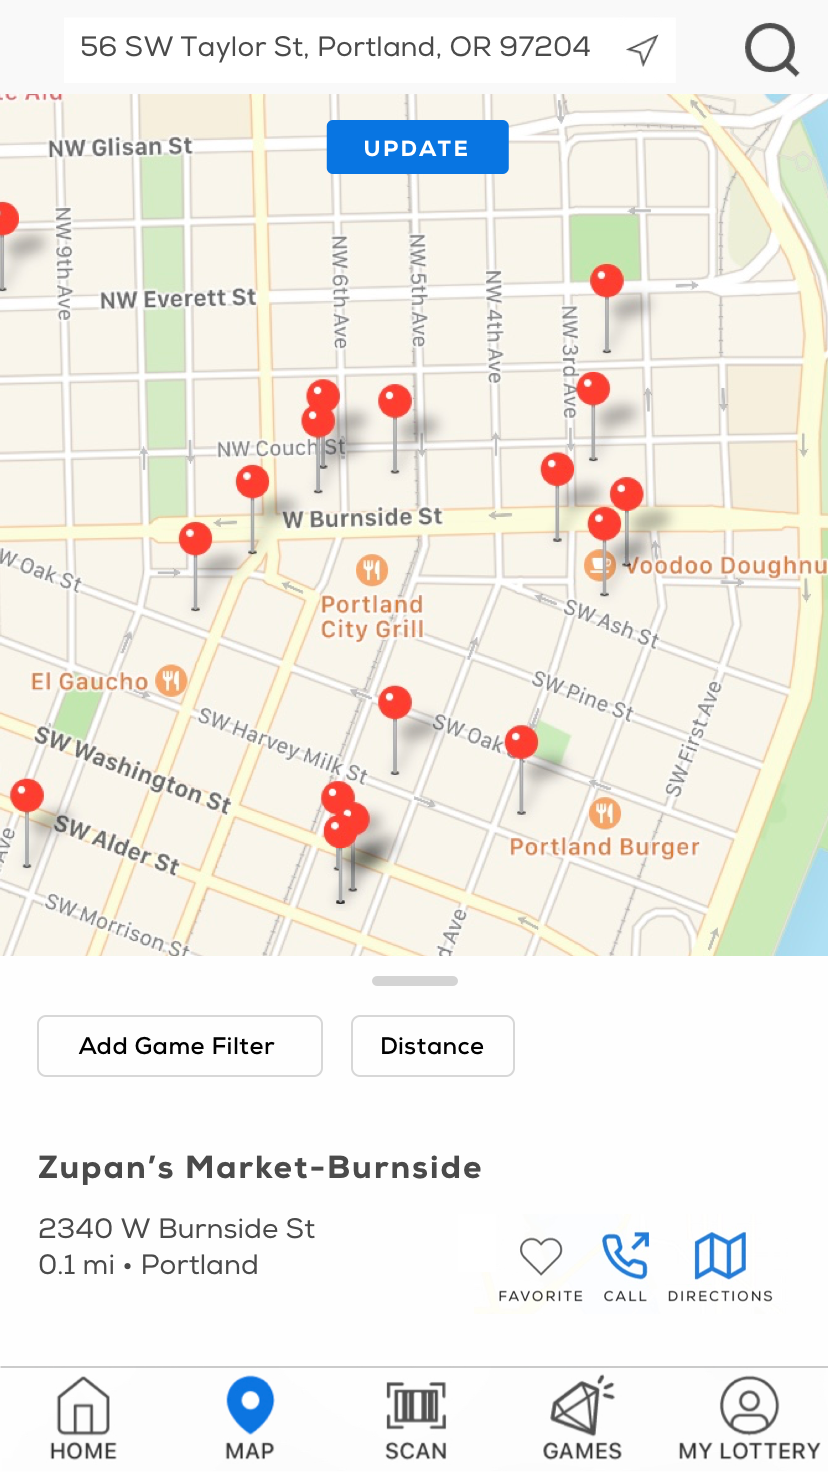 56 SW Taylor St, Portland, OR 97204
UPDATE
NW Glisan St
NW 9th Ave
NW 6th Ave
NW 5th Ave
NW 4th Ave
NW Everett St
NW 3rd Ave
NW Couch St
W Burnside St
W Oak St
Voodoo Doughnu
Portland
City Grill
SW Ash St
El Gaucho
SW Pine St
SW First Ave
SW Harvey Milk St
SW Oak
SW Washington St
SW Alder St
Ave
Portland Burger
SW Morrison St
d Ave
Add Game Filter
Distance
Zupan’s Market-Burnside
2340 W Burnside St
0.1 mi • Portland
FAVORITE
CALL
DIRECTIONS
HOME
MAP
SCAN
GAMES
MY LOTTERY